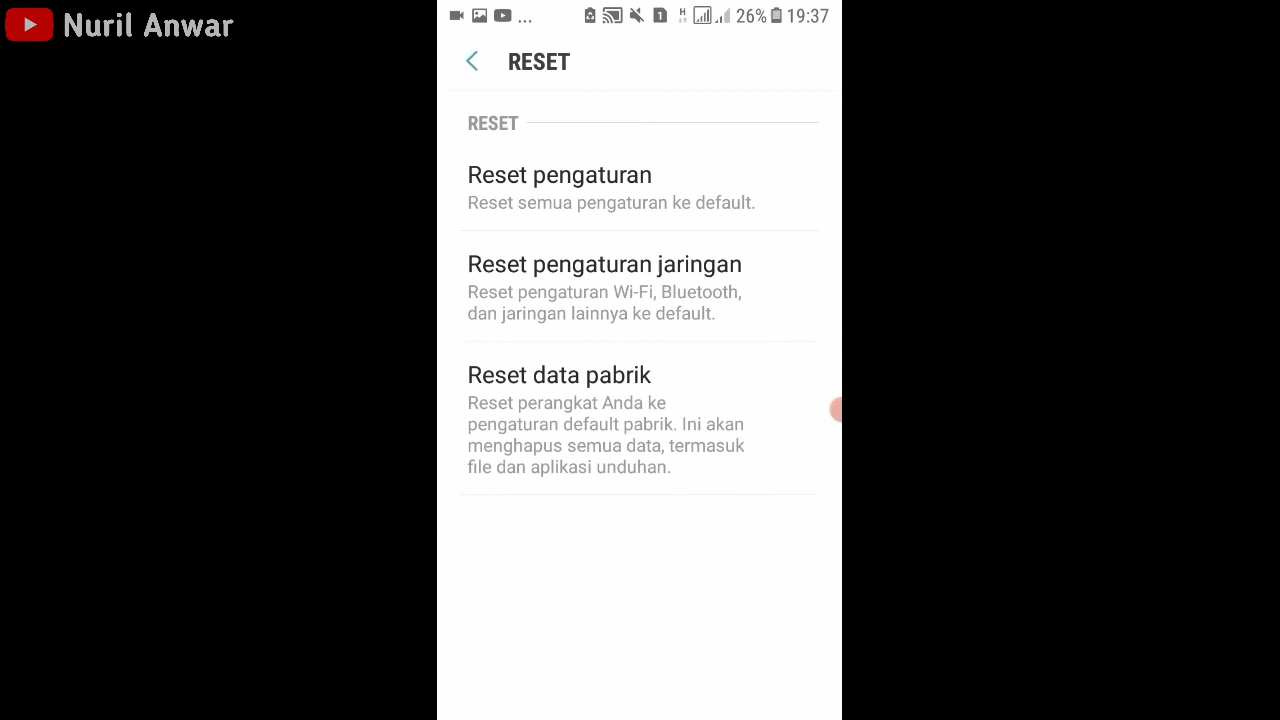 Nuril Anwar
... 1 H 26% 19:37
RESET
RESET
Reset pengaturan
Reset semua pengaturan ke default.
Reset pengaturan jaringan
Reset pengaturan Wi-Fi, Bluetooth,
dan jaringan lainnya ke default.
Reset data pabrik
Reset perangkat Anda ke
pengaturan default pabrik. Ini akan
menghapus semua data, termasuk
file dan aplikasi unduhan.